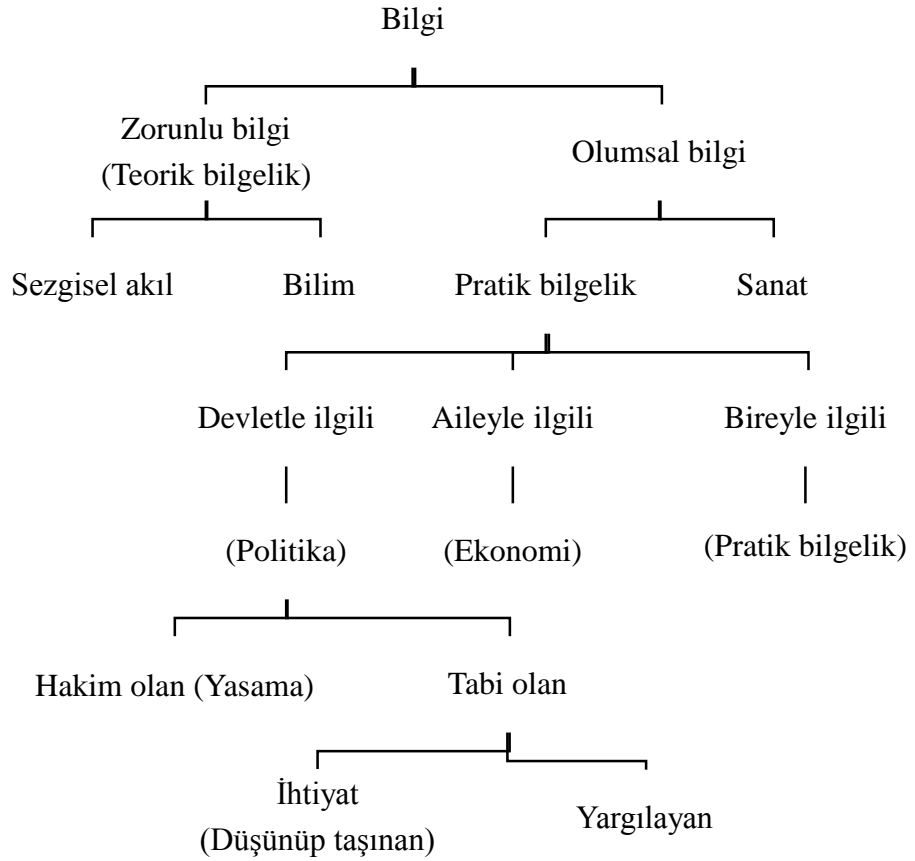 Bilgi
Zorunlu bilgi
(Teorik bilgelik)
Olumsal bilgi
Sezgisel akıl
Bilim
Pratik bilgelik
Sanat
Devletle ilgili
Aileyle ilgili
Bireyle ilgili
(Politika)
(Ekonomi)
(Pratik bilgelik)
Hakim olan (Yasama)
Tabi olan
İhtiyat
(Düşünüp taşınan)
Yargılayan